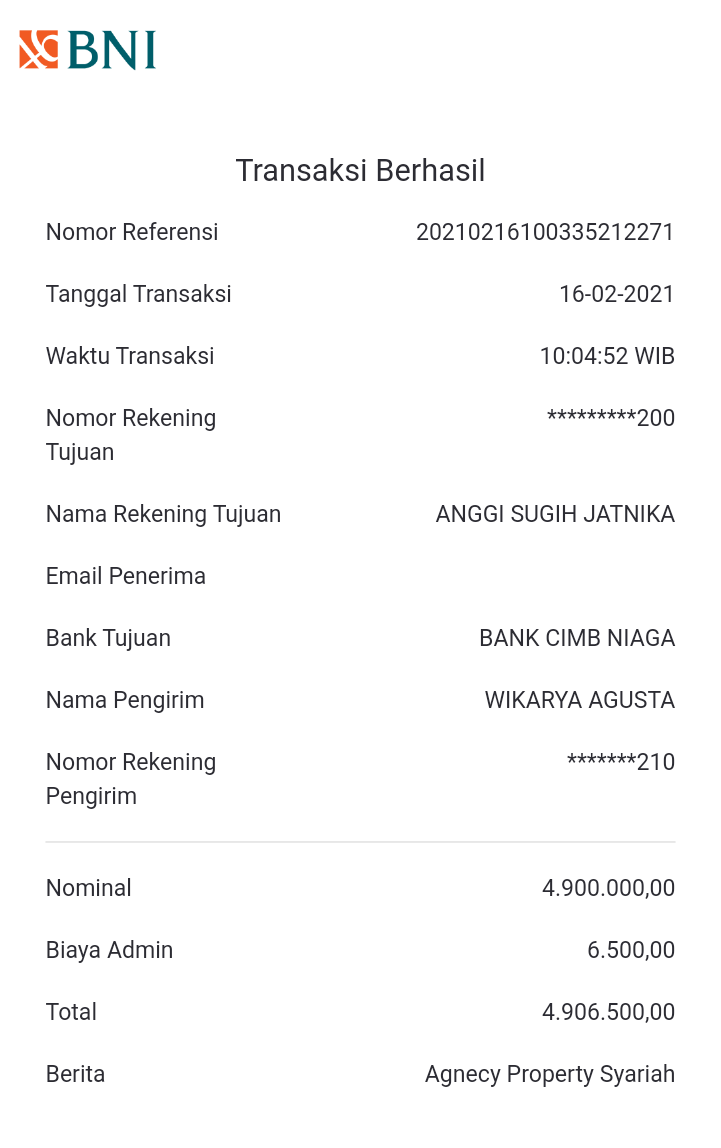 BNI
Transaksi Berhasil
Nomor Referensi 20210216100335212271
Tanggal Transaksi 16-02-2021
Waktu Transaksi 10:04:52 WIB
Nomor Rekening *********200
Tujuan
Nama Rekening Tujuan ANGGI SUGIH JATNIKA
Email Penerima
Bank Tujuan BANK CIMB NIAGA
Nama Pengirim WIKARYA AGUSTA
Nomor Rekening *******210
Pengirim
Nominal 4.900.000,00
Biaya Admin 6.500,00
Total 4.906.500,00
Berita Agnecy Property Syariah